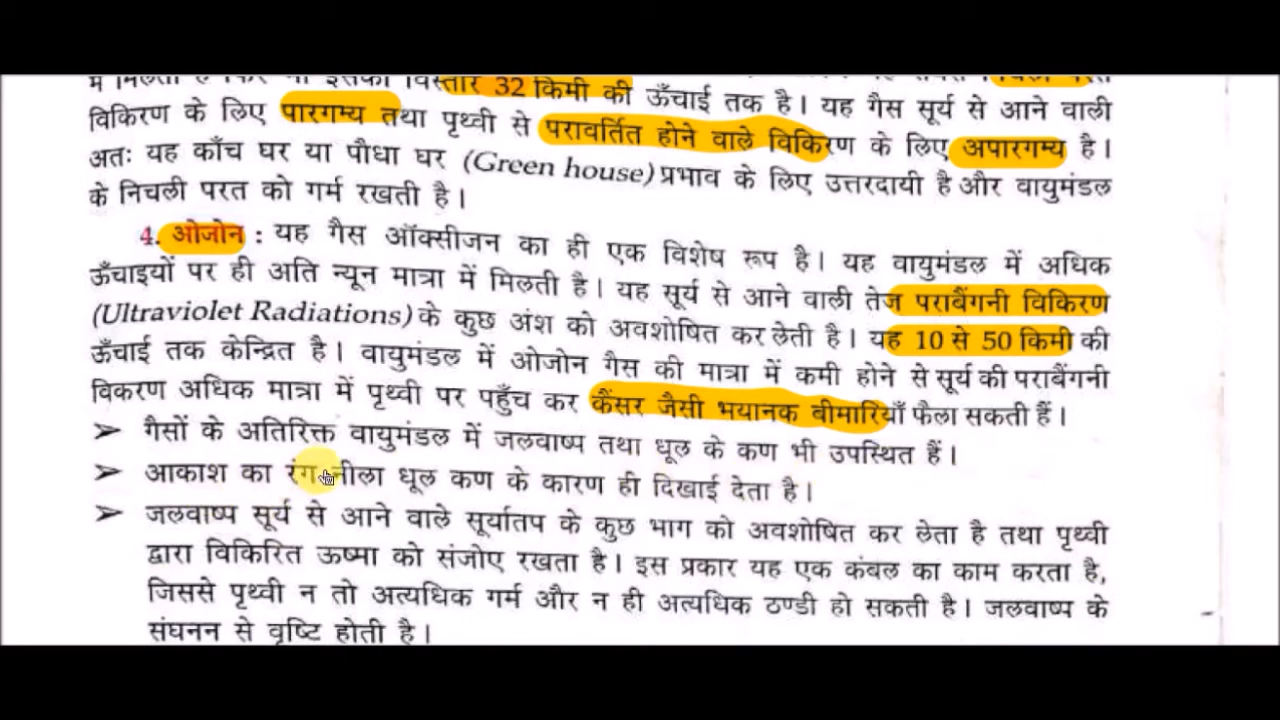 विस्तार 32 किमी की
विकिरण के लिए पारगम्य तथा पृथ्वी से परावर्तित होने वाले विकिरण के लिए अपारगम्य है।
ऊँचाई तक है। यह गैस सूर्य से आने वाली
अतः यह काँच घर या पौधा घर (Green house) प्रभाव के लिए उत्तरदायी है और वायुमंडल
के निचली परत को गर्म रखती है।
4. ओजोन : यह गैस ऑक्सीजन का ही एक विशेष रूप है। यह वायुमंडल में अधिक
ऊँचाइयों पर ही अति न्यून मात्रा में मिलती है। यह सूर्य से आने वाली तेज पराबैंगनी विकिरण
(Ultraviolet Radiations) के कुछ अंश को अवशोषित कर लेती है। यह 10 से 50 किमी की
ऊँचाई तक केन्द्रित है। वायुमंडल में ओजोन गैस की मात्रा में कमी होने से सूर्य की पराबैंगनी
विकरण अधिक मात्रा में पृथ्वी पर पहुँच कर कैंसर जैसी भयानक बीमारियाँ फैला सकती हैं।
➢ गैसों के अतिरिक्त वायुमंडल में जलवाष्प तथा धूल के कण भी उपस्थित हैं।
➢ आकाश का रंग नीला धूल कण के कारण ही दिखाई देता है।
➢ जलवाष्प सूर्य से आने वाले सूर्यातप के कुछ भाग को अवशोषित कर लेता है तथा पृथ्वी
द्वारा विकिरित ऊष्मा को संजोए रखता है। इस प्रकार यह एक कंबल का काम करता है,
जिससे पृथ्वी न तो अत्यधिक गर्म और न ही अत्यधिक ठण्डी हो सकती है। जलवाष्प के
संघनन से वृष्टि होती है।